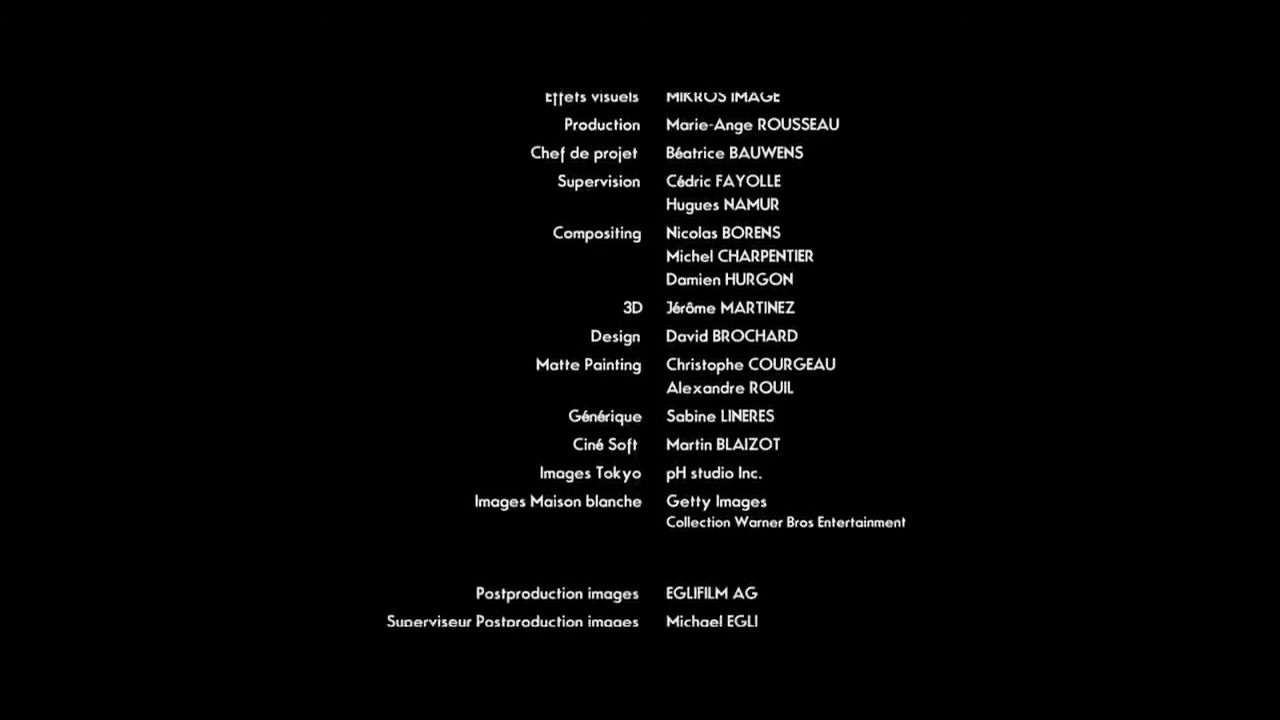 Effets visuels MIKROS IMAGE
Production Marie-Ange ROUSSEAU
Chef de projet Béatrice BAUWENS
Supervision Cédric FAYOLLE
Hugues NAMUR
Compositing Nicolas BORENS
Michel CHARPENTIER
Damien HURGON
3D Jérôme MARTINEZ
Design David BROCHARD
Matte Painting Christophe COURGEAU
Alexandre ROUIL
Générique Sabine LINERES
Ciné Soft Martin BLAIZOT
Images Tokyo pH studio Inc.
Images Maison blanche Getty Images
Collection Warner Bros Entertainment
Postproduction images EGLIFILM AG
Superviseur Postproduction images Michael EGLI